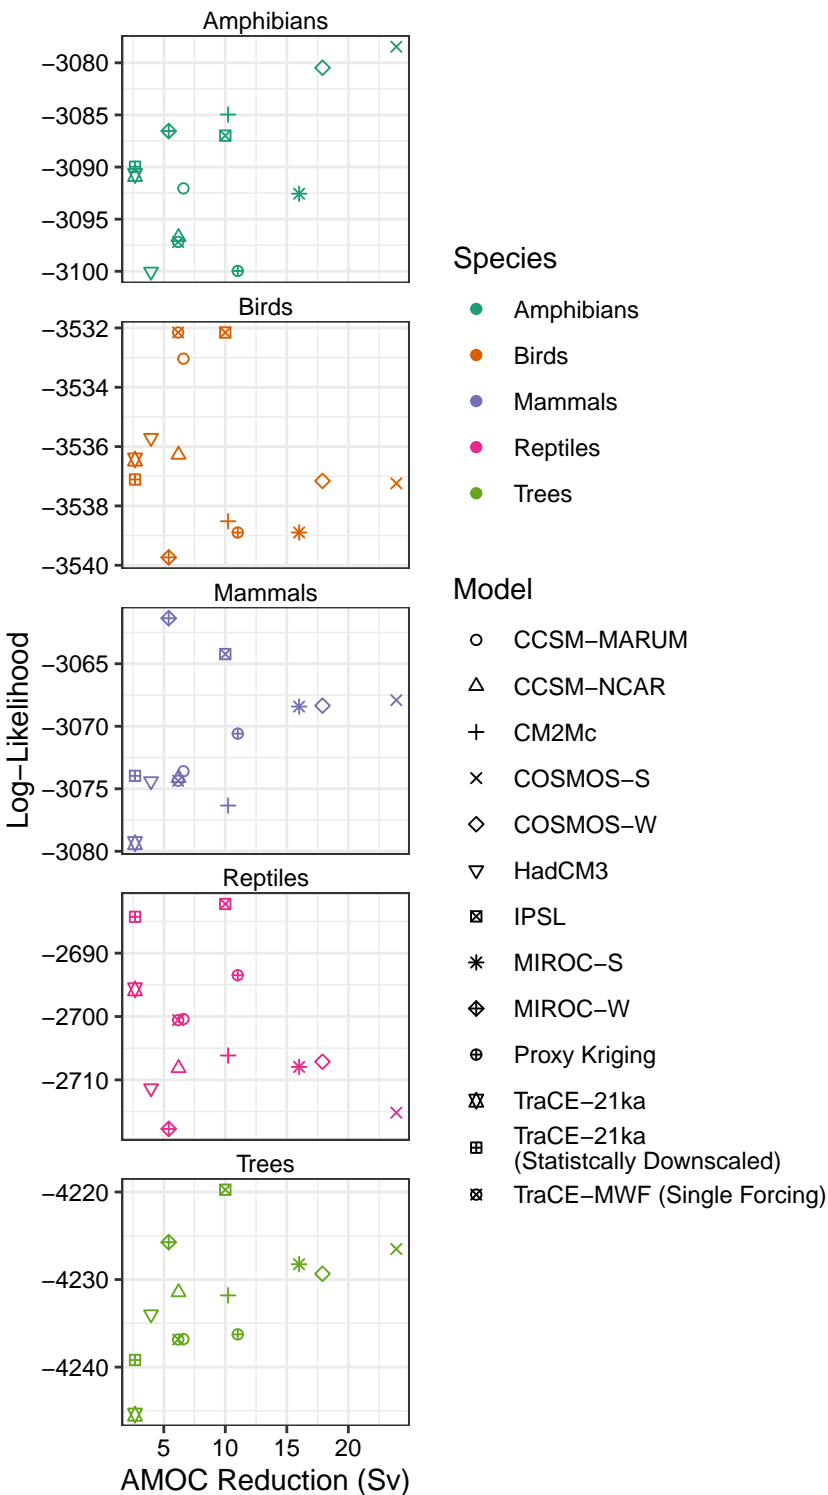 Amphibians
−3080
−3085
−3090
−3095
−3100
Birds
−3532
−3534
−3536
−3538
−3540
Mammals
−3065
−3070
−3075
−3080
Reptiles
−2690
−2700
−2710
Trees
−4220
−4230
−4240
5 10 15 20
AMOC Reduction (Sv)
Log−Likelihood
Species
Amphibians
Birds
Mammals
Reptiles
Trees
Model
CCSM−MARUM
CCSM−NCAR
CM2Mc
COSMOS−S
COSMOS−W
HadCM3
IPSL
MIROC−S
MIROC−W
Proxy Kriging
TraCE−21ka
TraCE−21ka
(Statistcally Downscaled)
TraCE−MWF (Single Forcing)